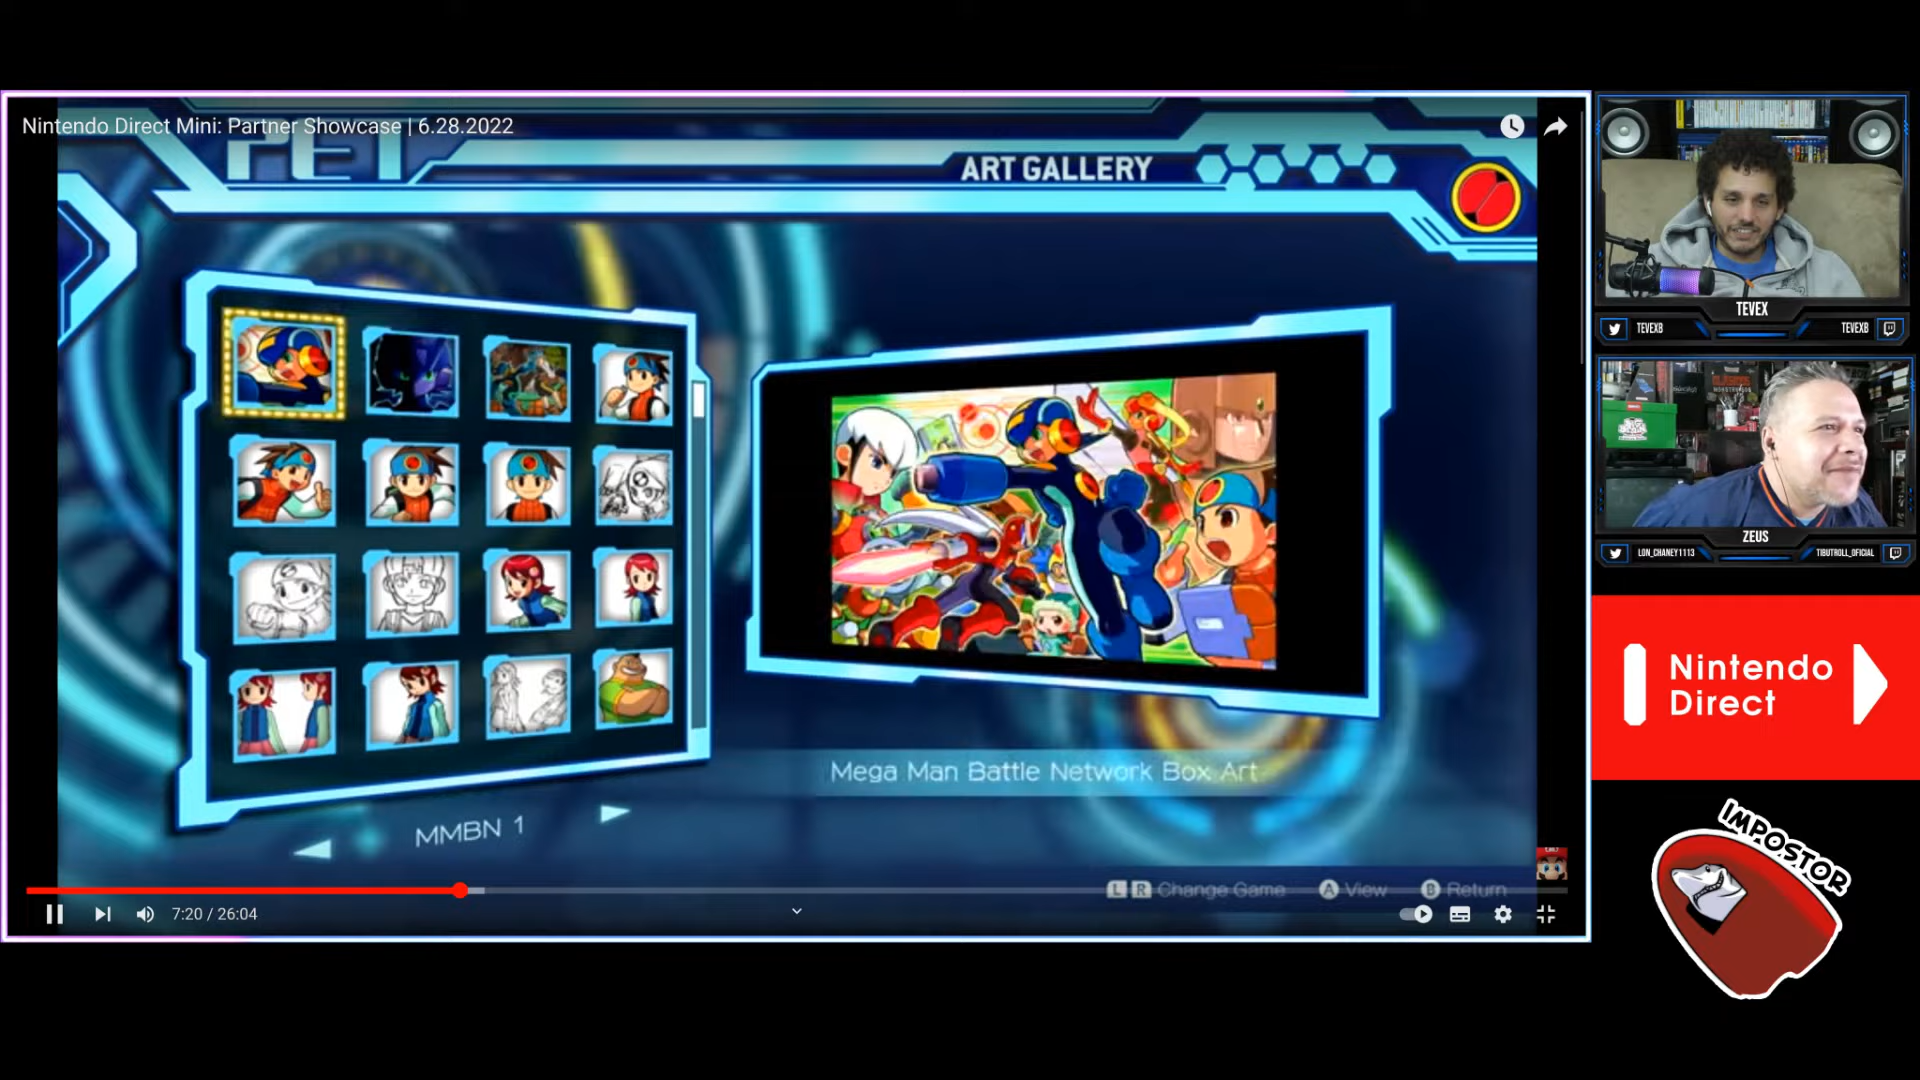 Nintendo Direct Mini: Partner Showcase | 6.28.2022
PET
ART GALLERY
Mega Man Battle Network Box Art
MMBN 1
L R Change Game A View B Return
7:20 / 26:04
TEVEX
TEVEXB TEVEXB
ZEUS
LON_CHANEY1113 TIBUTROLL_OFICIAL
Nintendo
Direct
IMPOSTOR